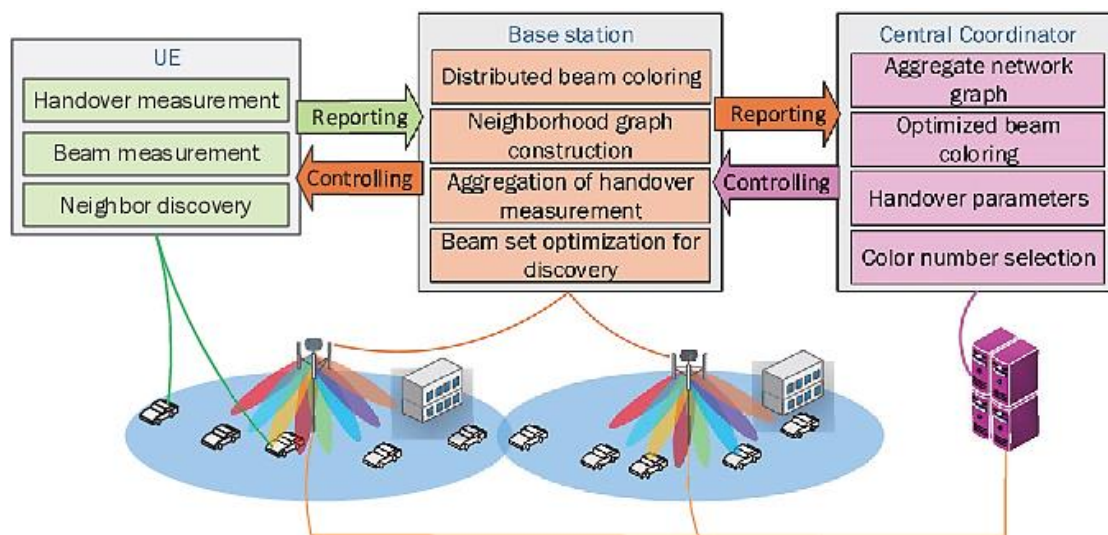 UE
Handover measurement
Beam measurement
Neighbor discovery
Reporting
Controlling
Base station
Distributed beam coloring
Neighborhood graph
construction
Aggregation of handover
measurement
Beam set optimization for
discovery
Reporting
Controlling
Central Coordinator
Aggregate network
graph
Optimized beam
coloring
Handover parameters
Color number selection